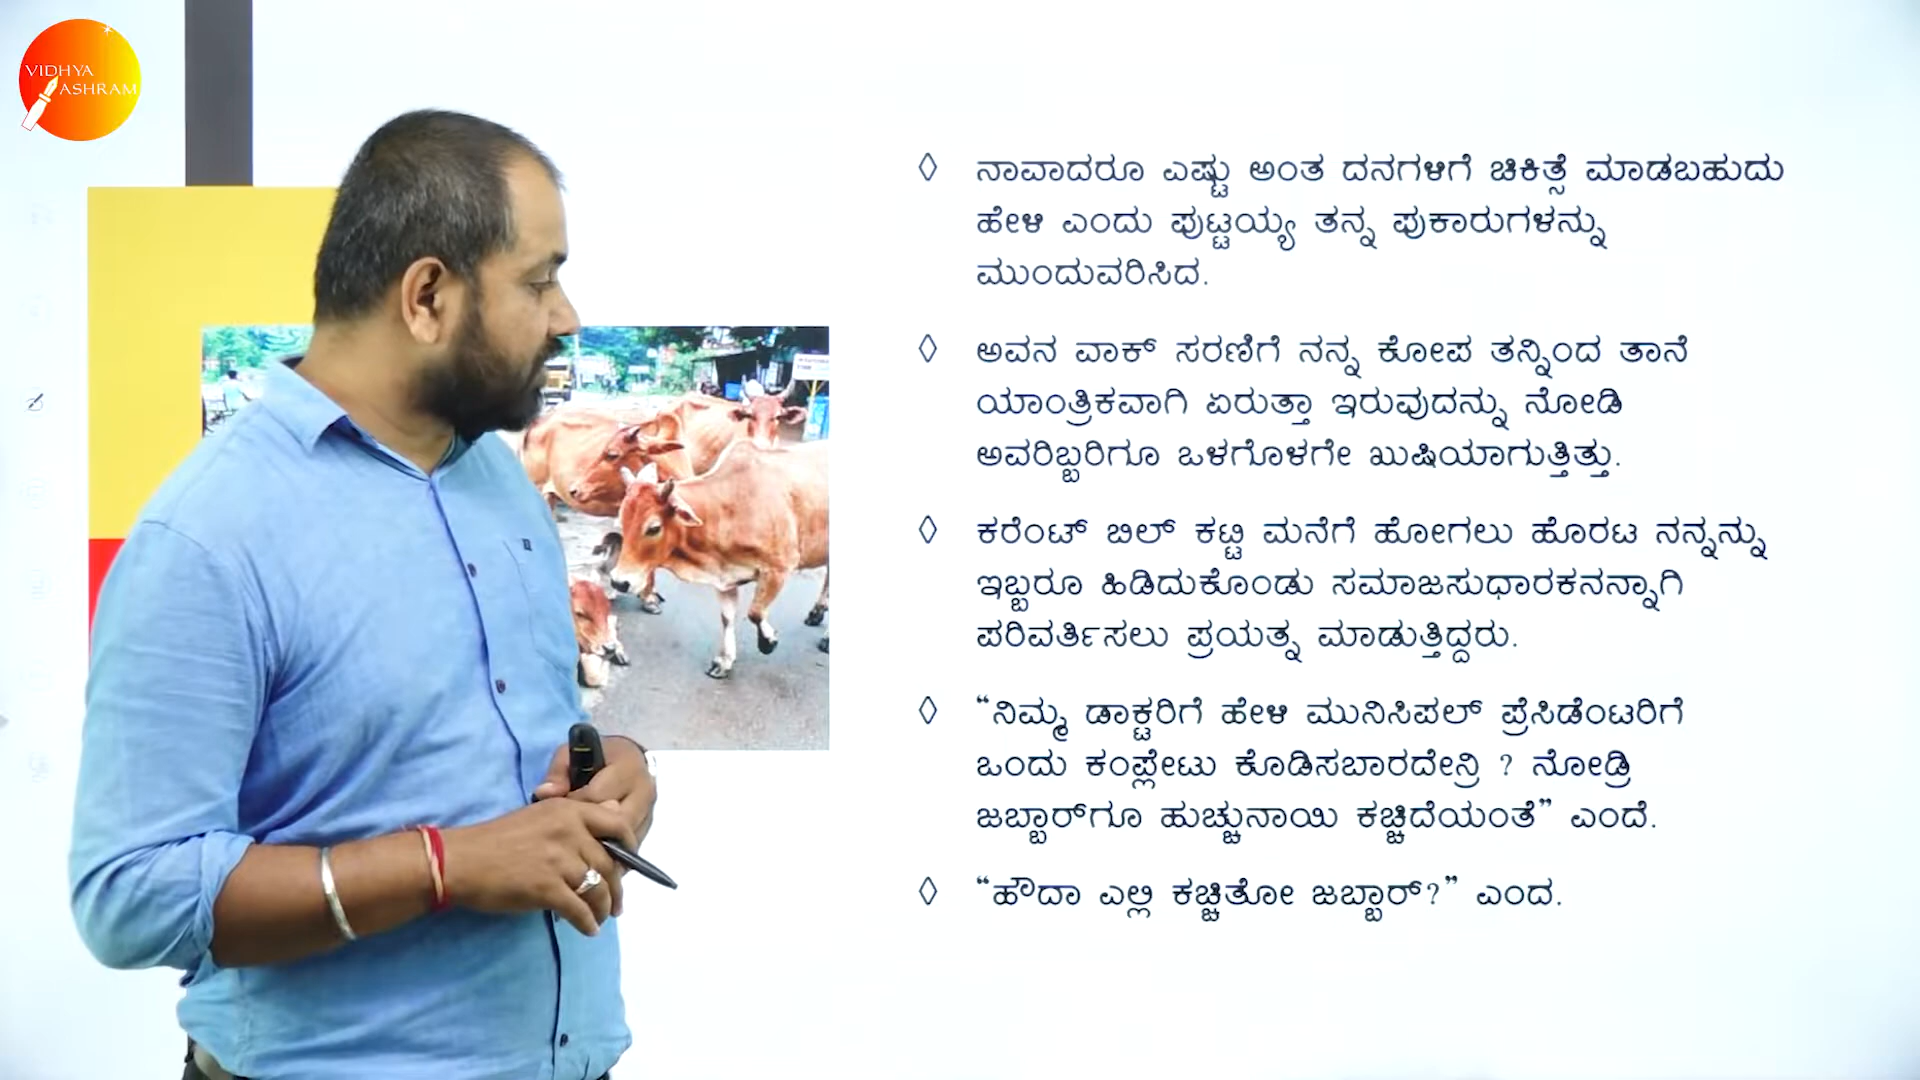 VIDHYA
ASHRAM
◊ ನಾವಾದರೂ ಎಷ್ಟು ಅಂತ ದನಗಳಿಗೆ ಚಿಕಿತ್ಸೆ ಮಾಡಬಹುದು
ಹೇಳಿ ಎಂದು ಪುಟ್ಟಯ್ಯ ತನ್ನ ಪುಕಾರುಗಳನ್ನು
ಮುಂದುವರಿಸಿದ.
◊ ಅವನ ವಾಕ್ ಸರಣಿಗೆ ನನ್ನ ಕೋಪ ತನ್ನಿಂದ ತಾನೆ
ಯಾಂತ್ರಿಕವಾಗಿ ಏರುತ್ತಾ ಇರುವುದನ್ನು ನೋಡಿ
ಅವರಿಬ್ಬರಿಗೂ ಒಳಗೊಳಗೇ ಖುಷಿಯಾಗುತ್ತಿತ್ತು.
◊ ಕರೆಂಟ್ ಬಿಲ್ ಕಟ್ಟಿ ಮನೆಗೆ ಹೋಗಲು ಹೊರಟ ನನ್ನನ್ನು
ಇಬ್ಬರೂ ಹಿಡಿದುಕೊಂಡು ಸಮಾಜಸುಧಾರಕನನ್ನಾಗಿ
ಪರಿವರ್ತಿಸಲು ಪ್ರಯತ್ನ ಮಾಡುತ್ತಿದ್ದರು.
◊ “ನಿಮ್ಮ ಡಾಕ್ಟರಿಗೆ ಹೇಳಿ ಮುನಿಸಿಪಲ್ ಪ್ರೆಸಿಡೆಂಟರಿಗೆ
ಒಂದು ಕಂಪ್ಲೇಟು ಕೊಡಿಸಬಾರದೇನ್ರಿ ? ನೋಡ್ರಿ
ಜಬ್ಬಾರ್‌ಗೂ ಹುಚ್ಚುನಾಯಿ ಕಚ್ಚಿದೆಯಂತೆ” ಎಂದೆ.
◊ “ಹೌದಾ ಎಲ್ಲಿ ಕಚ್ಚಿತೋ ಜಬ್ಬಾರ್?” ಎಂದ.